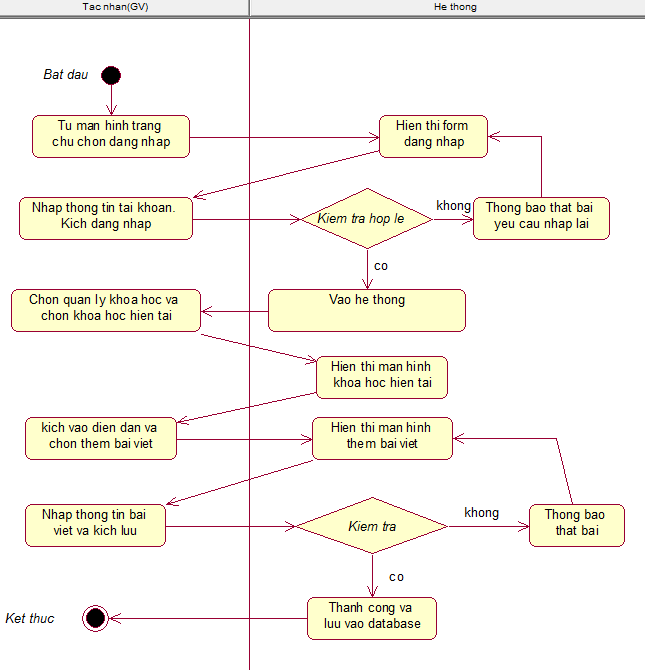 Tac nhan(GV)
He thong
Bat dau
Tu man hinh trang
chu chon dang nhap
Hien thi form
dang nhap
Nhap thong tin tai khoan.
Kich dang nhap
Kiem tra hop le
khong
Thong bao that bai
yeu cau nhap lai
co
Chon quan ly khoa hoc va
chon khoa hoc hien tai
Vao he thong
Hien thi man hinh
khoa hoc hien tai
kich vao dien dan va
chon them bai viet
Hien thi man hinh
them bai viet
Nhap thong tin bai
viet va kich luu
Kiem tra
khong
Thong bao
that bai
co
Ket thuc
Thanh cong va
luu vao database